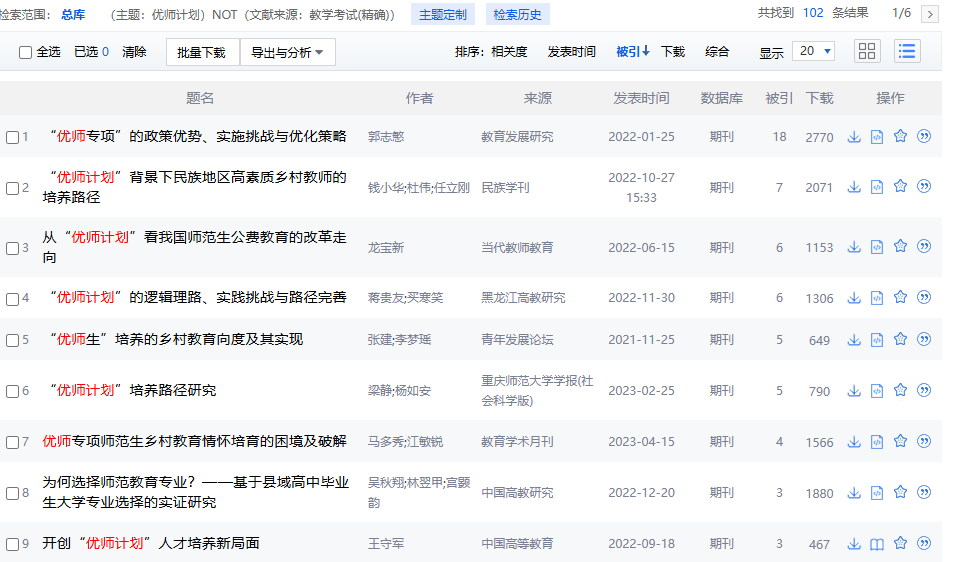 检索范围：总库 （主题：优师计划）NOT（文献来源：教学考试(精确)） 主题定制 检索历史 共找到 102 条结果 1/6
全选 已选 0 清除 批量下载 导出与分析 排序： 相关度 发表时间 被引 下载 综合 显示 20
题名 作者 来源 发表时间 数据库 被引 下载 操作
1 “优师专项”的政策优势、实施挑战与优化策略 郭志慜 教育发展研究 2022-01-25 期刊 18 2770
2 “优师计划”背景下民族地区高素质乡村教师的 钱小华;杜伟;任立刚 民族学刊 2022-10-27 期刊 7 2071
培养路径 15:33
3 从“优师计划”看我国师范生公费教育的改革走 龙宝新 当代教师教育 2022-06-15 期刊 6 1153
向
4 “优师计划”的逻辑理路、实践挑战与路径完善 蒋贵友;买寒笑 黑龙江高教研究 2022-11-30 期刊 6 1306
5 “优师生”培养的乡村教育向度及其实现 张建;李梦瑶 青年发展论坛 2021-11-25 期刊 5 649
6 “优师计划”培养路径研究 梁静;杨如安 重庆师范大学学报(社 2023-02-25 期刊 5 790
会科学版)
7 优师专项师范生乡村教育情怀培育的困境及破解 马多秀;江敏锐 教育学术月刊 2023-04-15 期刊 4 1566
8 为何选择师范教育专业？——基于县域高中毕业 吴秋翔;林翌甲;宫颢 中国高教研究 2022-12-20 期刊 3 1880
生大学专业选择的实证研究 韵
9 开创“优师计划”人才培养新局面 王守军 中国高等教育 2022-09-18 期刊 3 467